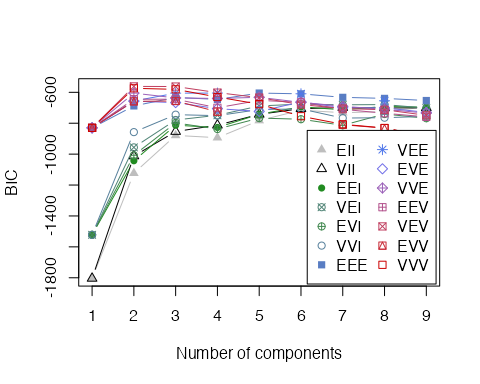 BIC
-600
-1000
-1400
-1800
EII
VII
EEI
VEI
EVI
VVI
EEE
VEE
EVE
VVE
EEV
VEV
EVV
VVV
1 2 3 4 5 6 7 8 9
Number of components